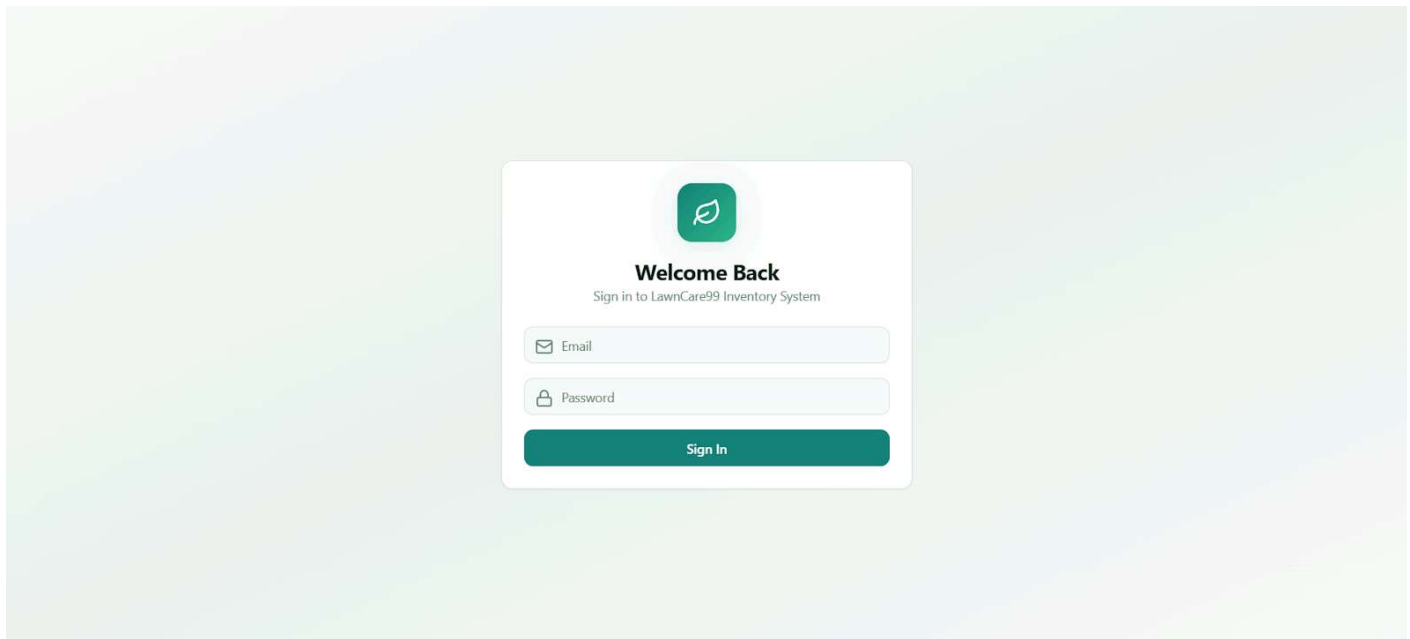 Welcome Back
Sign in to LawnCare99 Inventory System
Email
Password
Sign In